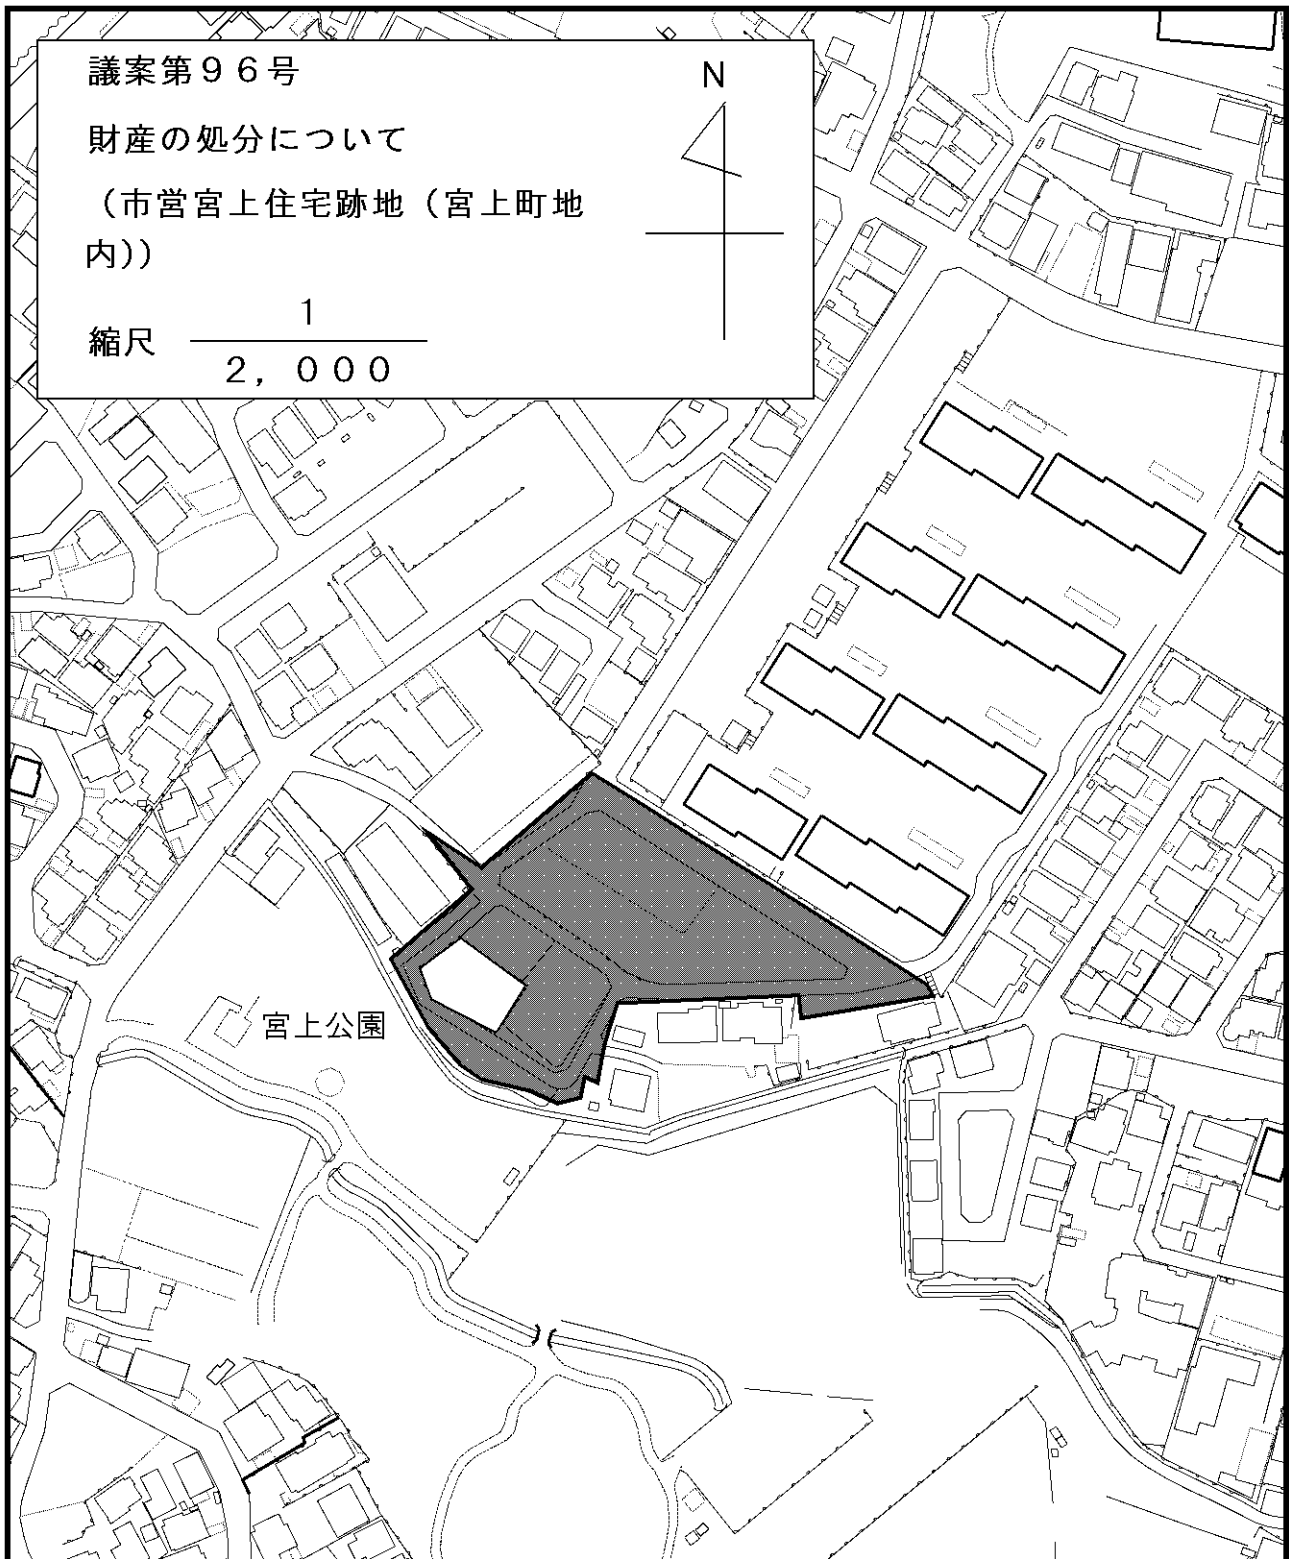 議案第９６号
N
財産の処分について
（市営宮上住宅跡地（宮上町地
内））
縮尺 1
２，０００
宮上公園